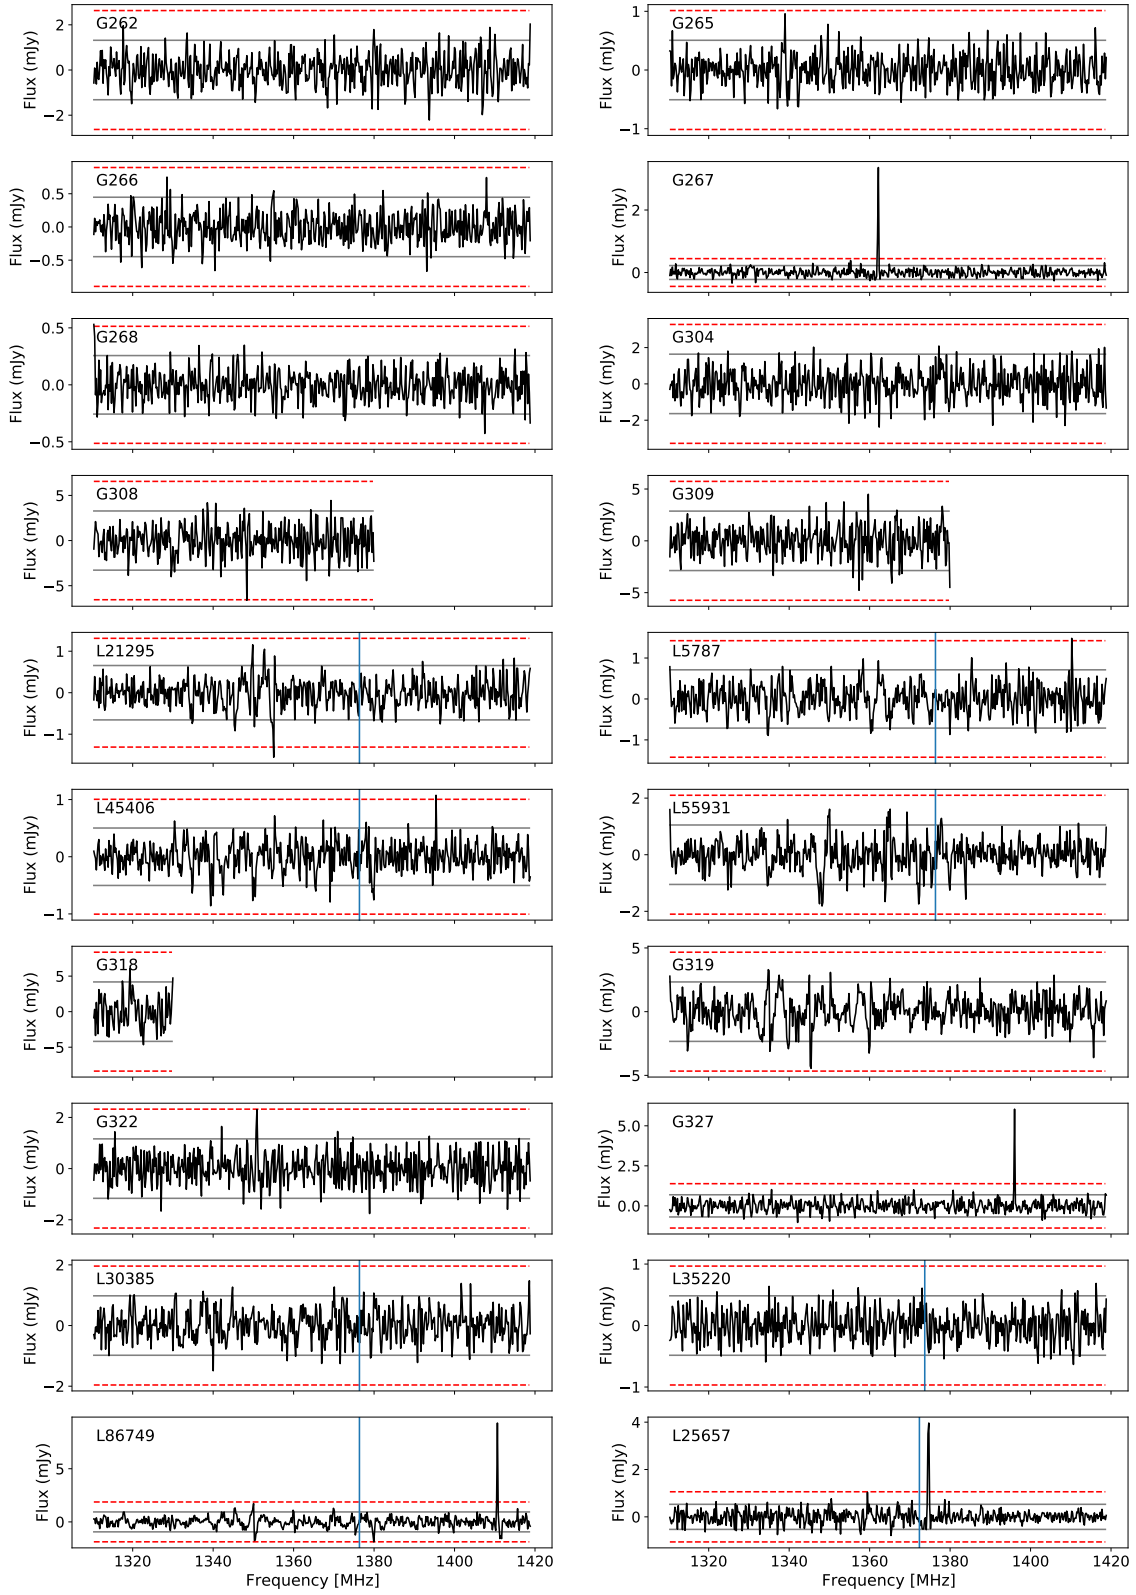 G262
Flux (mJy)
2
0
−2
G265
Flux (mJy)
1
0
−1
G266
Flux (mJy)
0.5
0.0
−0.5
G267
Flux (mJy)
2
0
G268
Flux (mJy)
0.5
0.0
−0.5
G304
Flux (mJy)
2
0
−2
G308
Flux (mJy)
5
0
−5
G309
Flux (mJy)
5
0
−5
L21295
Flux (mJy)
1
0
−1
L5787
Flux (mJy)
1
0
−1
L45406
Flux (mJy)
1
0
−1
L55931
Flux (mJy)
2
0
−2
G318
Flux (mJy)
5
0
−5
G319
Flux (mJy)
5
0
−5
G322
Flux (mJy)
2
0
−2
G327
Flux (mJy)
5.0
2.5
0.0
L30385
Flux (mJy)
2
0
−2
L35220
Flux (mJy)
1
0
−1
L86749
Flux (mJy)
5
0
1320 1340 1360 1380 1400 1420
Frequency [MHz]
L25657
Flux (mJy)
4
2
0
1320 1340 1360 1380 1400 1420
Frequency [MHz]